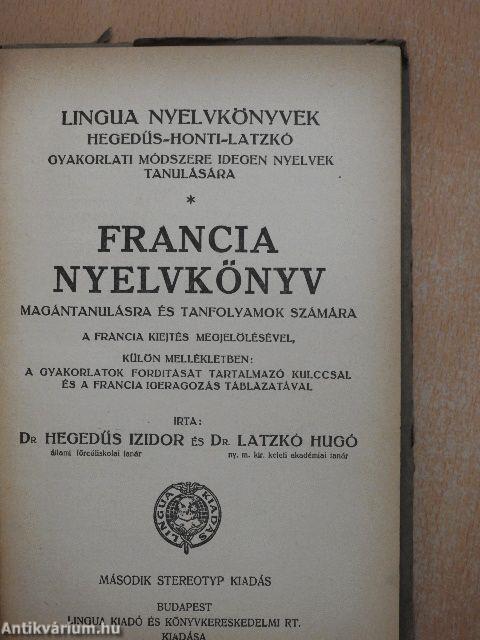 LINGUA NYELVKÖNYVEK
HEGEDŰS-HONTI-LATZKÓ
GYAKORLATI MÓDSZERE IDEGEN NYELVEK
TANULÁSÁRA
*
FRANCIA
NYELVKÖNYV
MAGÁNTANULÁSRA ÉS TANFOLYAMOK SZÁMÁRA
A FRANCIA KIEJTÉS MEGJELÖLÉSÉVEL,
KÜLÖN MELLÉKLETBEN:
A GYAKORLATOK FORDITÁSÁT TARTALMAZÓ KULCCSAL
ÉS A FRANCIA IGERAGOZÁS TÁBLÁZATÁVAL
IRTA:
DR HEGEDŰS IZIDOR ÉS DR. LATZKÓ HUGÓ
állami főreáliskolai tanár ny. m. kir. keleti akadémiai tanár
LINGUA KIADÁS
MÁSODIK STEREOTYP KIADÁS
BUDAPEST
LINGUA KIADÓ ÉS KÖNYVKERESKEDELMI RT.
KIADÁSA
Antikvárium.hu